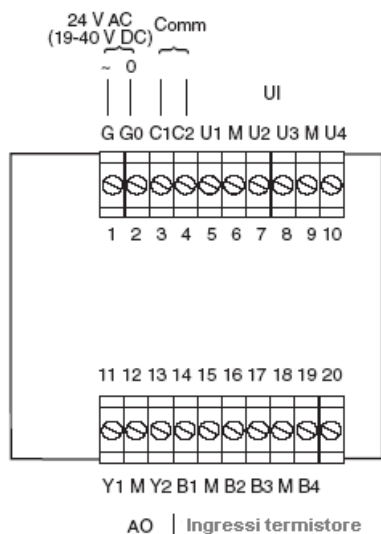 24 V AC
(19-40 V DC)
Comm
~ 0
UI
G G0 C1 C2 U1 M U2 U3 M U4
1 2 3 4 5 6 7 8 9 10
11 12 13 14 15 16 17 18 19 20
Y1 M Y2 B1 M B2 B3 M B4
AO | Ingressi termistore